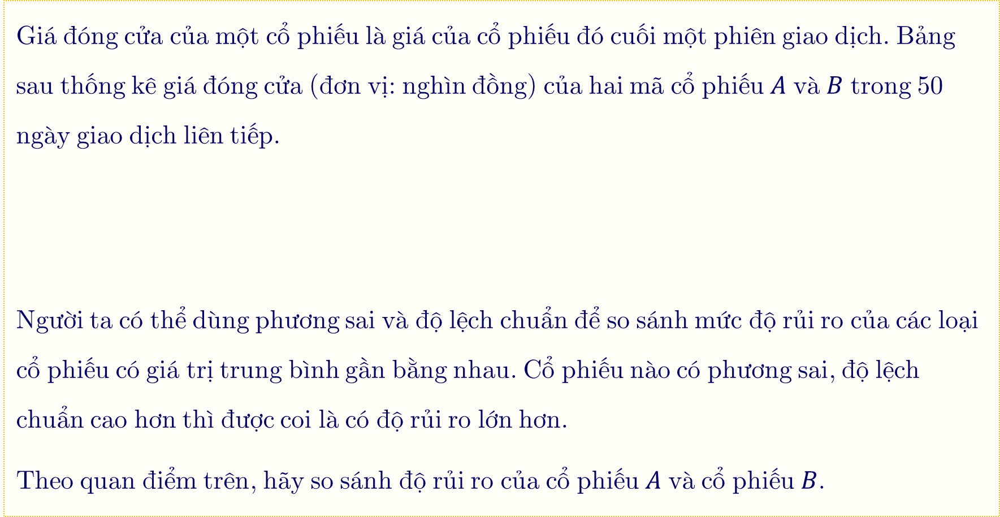 Giá đóng cửa của một cổ phiếu là giá của cổ phiếu đó cuối một phiên giao dịch. Bảng
sau thống kê giá đóng cửa (đơn vị: nghìn đồng) của hai mã cổ phiếu A và B trong 50
ngày giao dịch liên tiếp.
Người ta có thể dùng phương sai và độ lệch chuẩn để so sánh mức độ rủi ro của các loại
cổ phiếu có giá trị trung bình gần bằng nhau. Cổ phiếu nào có phương sai, độ lệch
chuẩn cao hơn thì được coi là có độ rủi ro lớn hơn.
Theo quan điểm trên, hãy so sánh độ rủi ro của cổ phiếu A và cổ phiếu B.